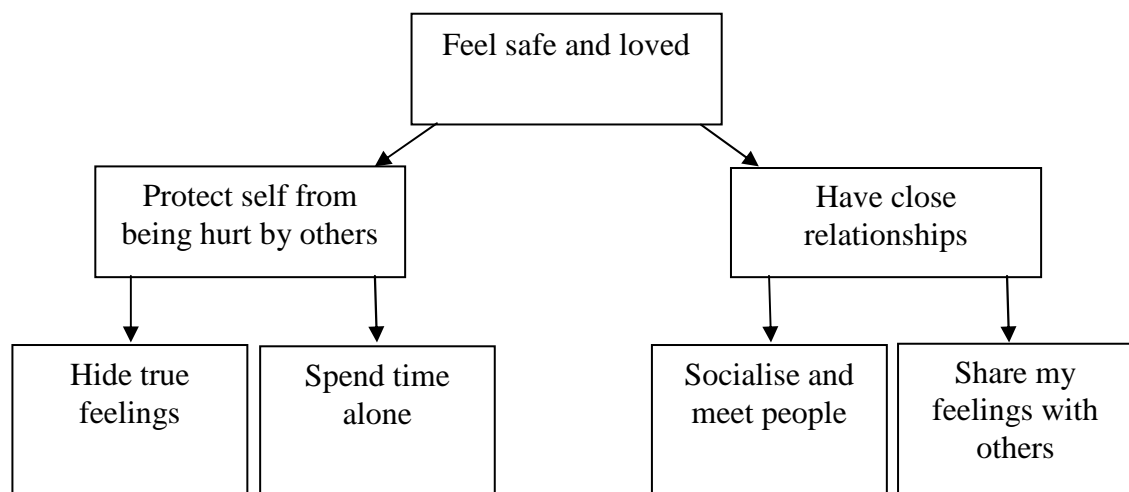 Feel safe and loved
Protect self from
being hurt by others
Have close
relationships
Hide true
feelings
Spend time
alone
Socialise and
meet people
Share my
feelings with
others